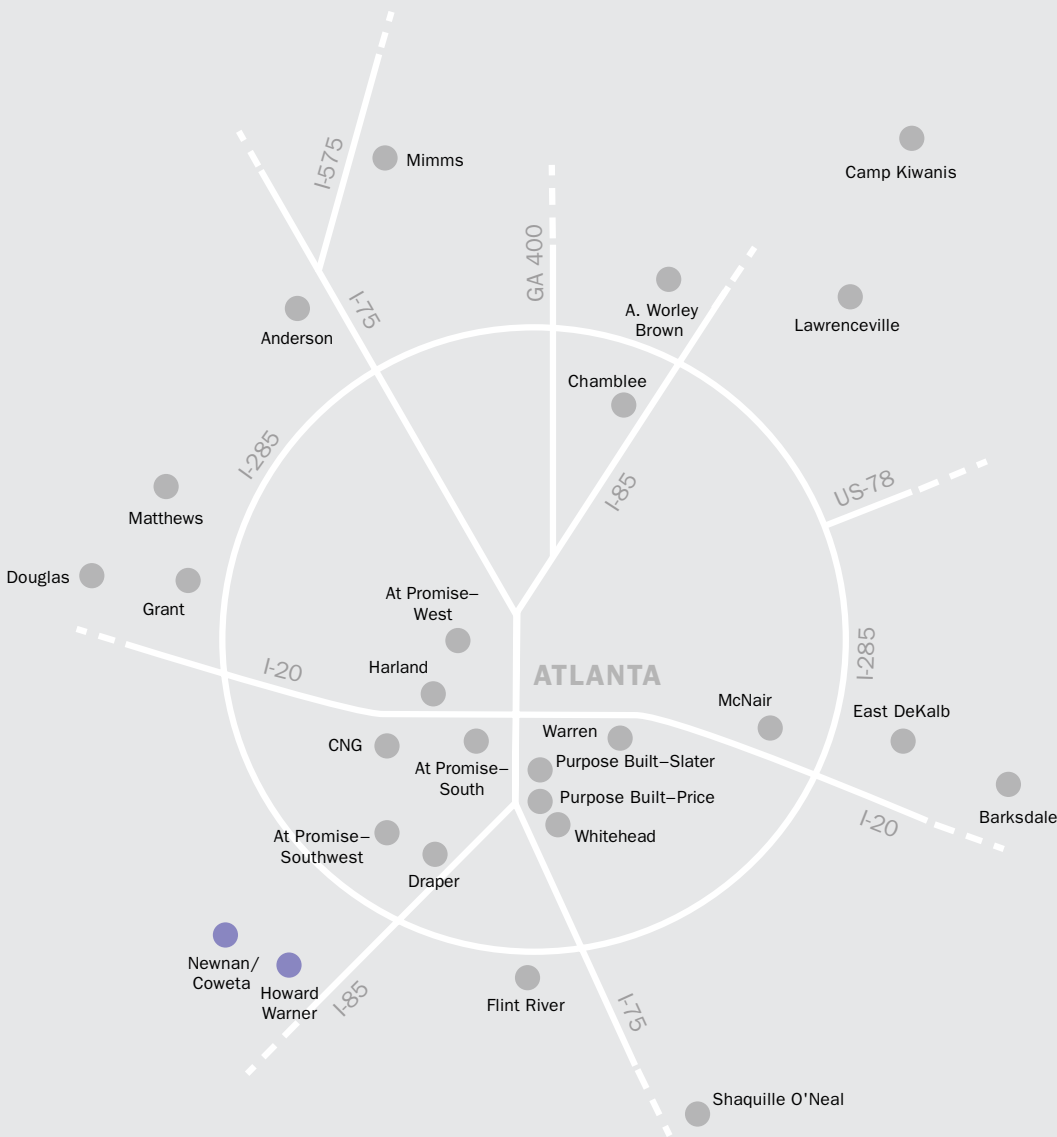 I-575
Mimms
Camp Kiwanis
GA 400
I-75
A. Worley
Brown
Lawrenceville
Anderson
Chamblee
I-285
US-78
I-85
Matthews
Douglas
Grant
At Promise–
West
Harland
I-20
ATLANTA
I-285
McNair
East DeKalb
Warren
CNG
At Promise–
South
Purpose Built–Slater
Purpose Built–Price
Barksdale
I-20
Whitehead
At Promise–
Southwest
Draper
Newnan/
Coweta
Howard
Warner
I-85
Flint River
I-75
Shaquille O'Neal